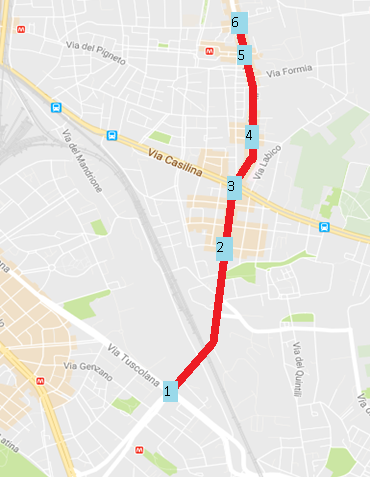 6
M
Via del Pigneto
M
5
Via Formia
4
Via del Mandrione
Via Casilina
Via Labico
3
2
Via Tuscolana
Via dei Quintili
Via Genzano
M
1
Latina
M